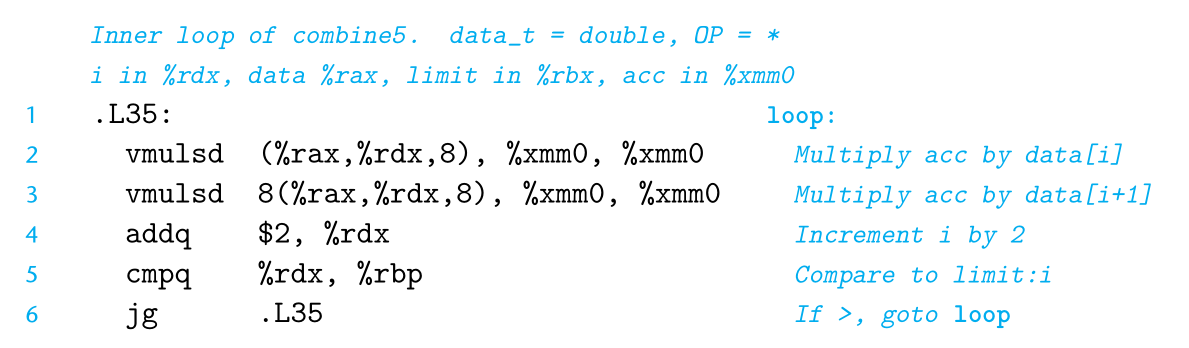 Inner loop of combine5. data_t = double, OP = *
i in %rdx, data %rax, limit in %rbx, acc in %xmm0
1 .L35: loop:
2 vmulsd (%rax,%rdx,8), %xmm0, %xmm0 Multiply acc by data[i]
3 vmulsd 8(%rax,%rdx,8), %xmm0, %xmm0 Multiply acc by data[i+1]
4 addq $2, %rdx Increment i by 2
5 cmpq %rdx, %rbp Compare to limit:i
6 jg .L35 If >, goto loop